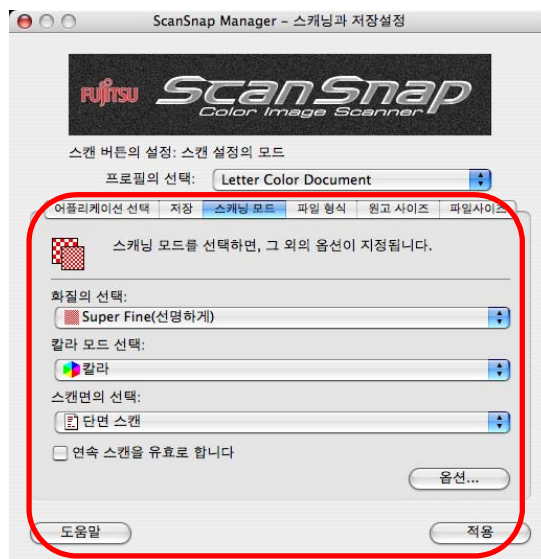 ScanSnap Manager – 스캐닝과 저장설정
FUJITSU ScanSnap
Color Image Scanner
스캔 버튼의 설정: 스캔 설정의 모드
프로필의 선택: Letter Color Document
어플리케이션 선택 저장 스캐닝 모드 파일 형식 원고 사이즈 파일사이즈
스캐닝 모드를 선택하면, 그 외의 옵션이 지정됩니다.
화질의 선택:
Super Fine(선명하게)
칼라 모드 선택:
칼라
스캔면의 선택:
단면 스캔
연속 스캔을 유효로 합니다
옵션...
도움말 적용